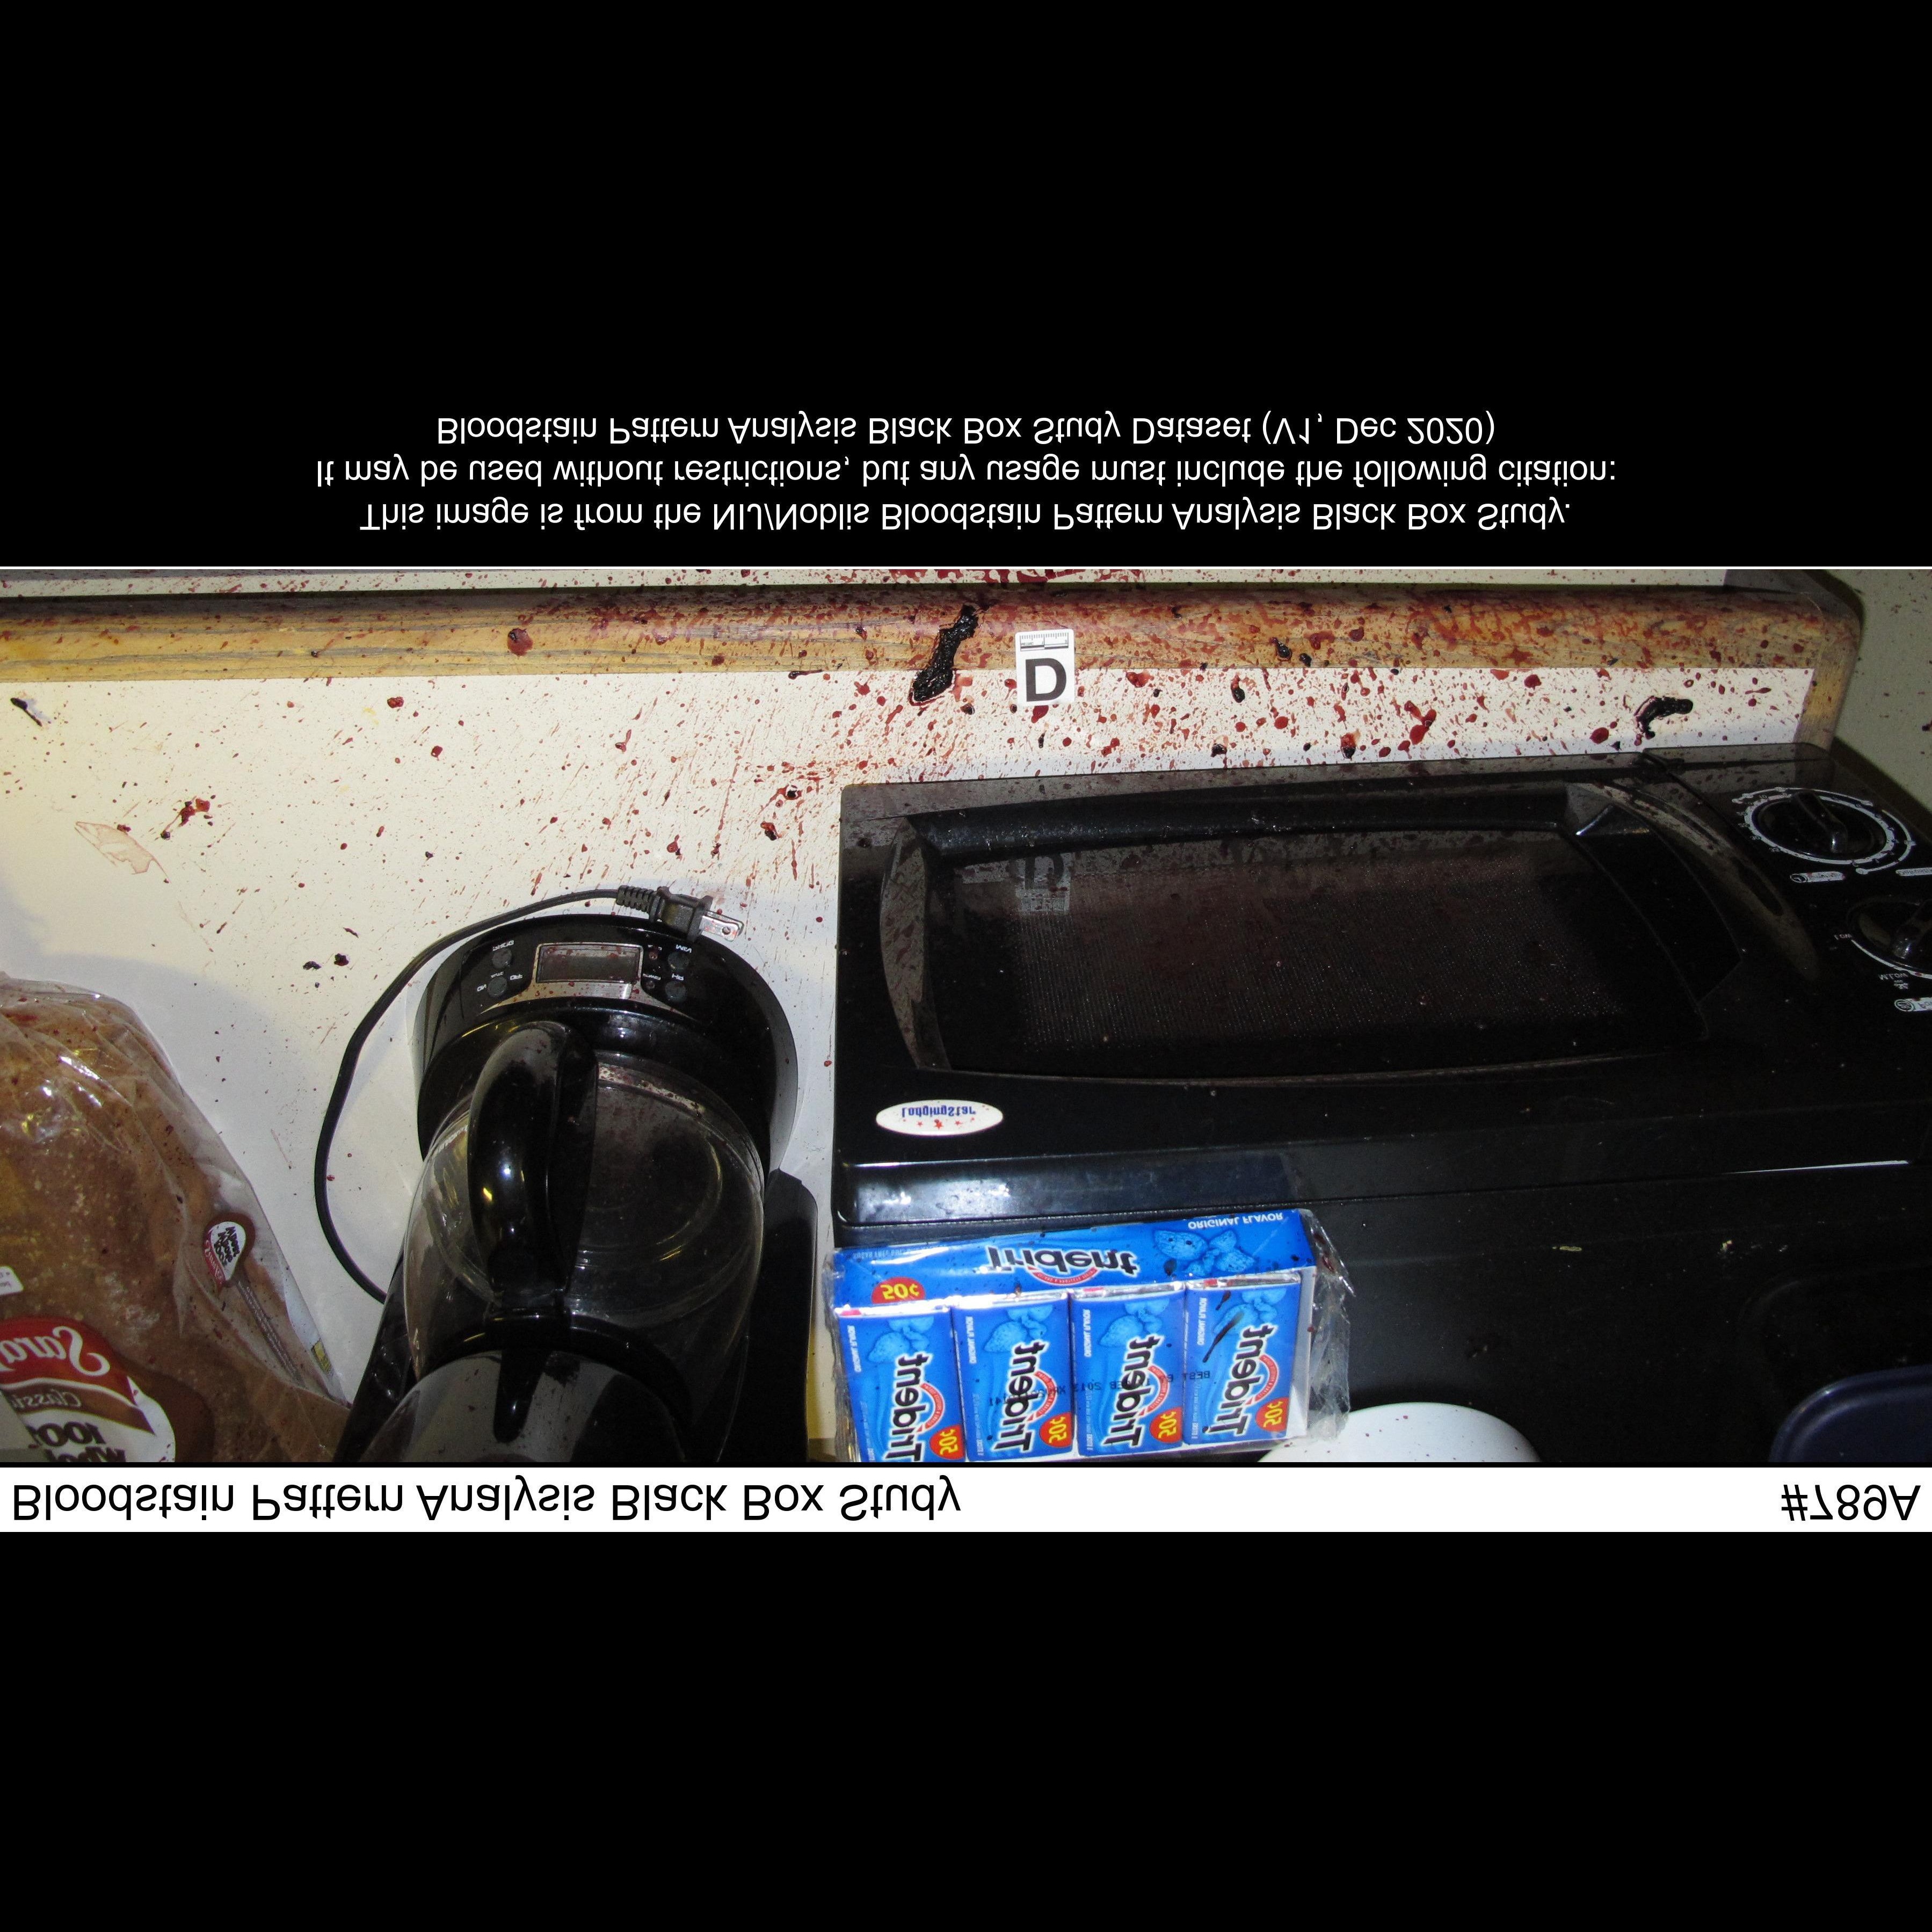 Bloodstain Pattern Analysis Black Box Study #789A
Trident
50¢
Trident
50¢
Trident
50¢
Trident
50¢
50¢
Trident
ORIGINAL FLAVOR
LodgingStar
D
This image is from the NIJ/Noblis Bloodstain Pattern Analysis Black Box Study.
It may be used without restrictions, but any usage must include the following citation:
Bloodstain Pattern Analysis Black Box Study Dataset (V1, Dec 2020)